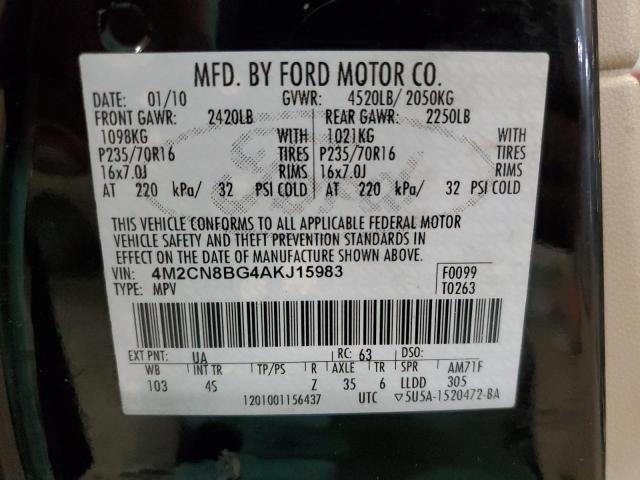 MFD. BY FORD MOTOR CO.
DATE: 01/10 GVWR: 4520LB/ 2050KG
FRONT GAWR: 2420LB REAR GAWR: 2250LB
1098KG WITH 1021KG WITH
P235/70R16 TIRES P235/70R16 TIRES
16x7.0J RIMS 16x7.0J RIMS
AT 220 kPa/ 32 PSI COLD AT 220 kPa/ 32 PSI COLD
THIS VEHICLE CONFORMS TO ALL APPLICABLE FEDERAL MOTOR
VEHICLE SAFETY AND THEFT PREVENTION STANDARDS IN
EFFECT ON THE DATE OF MANUFACTURE SHOWN ABOVE.
VIN: 4M2CN8BG4AKJ15983 F0099
TYPE: MPV T0263
EXT PNT: UA RC: 63 DSO:
WB INT TR TP/PS R AXLE TR SPR AM71F
103 4S Z 35 6 LLDD 305
1201001156437 UTC ▽5U5A-1520472-BA